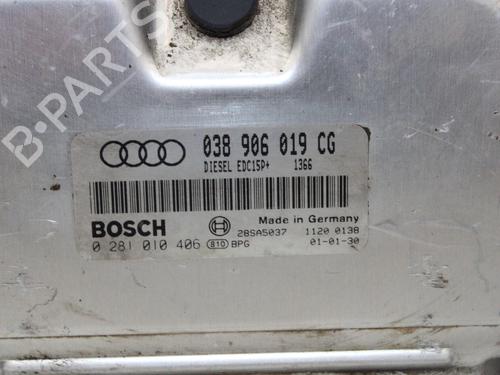 038 906 019 CG
DIESEL EDC15P+ 1366
BOSCH
Made in Germany
28SA5037 1120 0138
0 281 010 406 810 BPG 01-01-30